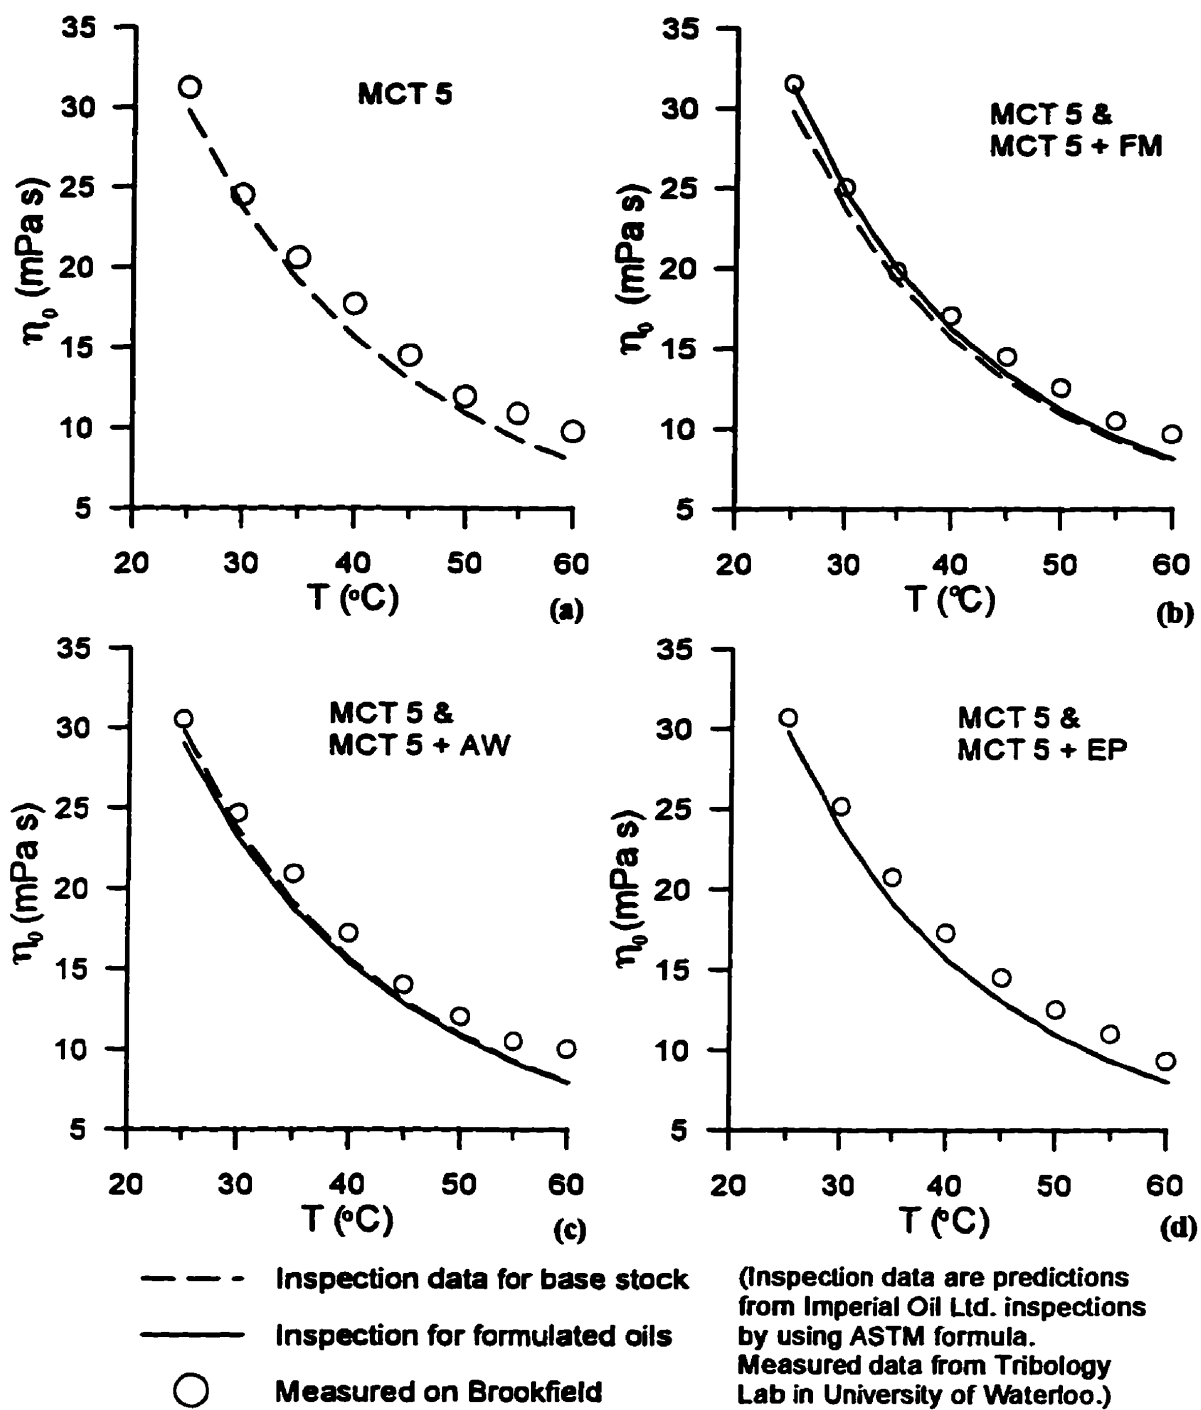 35
30
25
20
15
10
5
η₀ (mPa s)
MCT 5
20 30 40 50 60
T (°C)
(a)
35
30
25
20
15
10
5
η₀ (mPa s)
MCT 5 &
MCT 5 + FM
20 30 40 50 60
T (°C)
(b)
35
30
25
20
15
10
5
η₀ (mPa s)
MCT 5 &
MCT 5 + AW
20 30 40 50 60
T (°C)
(c)
35
30
25
20
15
10
5
η₀ (mPa s)
MCT 5 &
MCT 5 + EP
20 30 40 50 60
T (°C)
(d)
Inspection data for base stock
Inspection for formulated oils
Measured on Brookfield
(Inspection data are predictions
from Imperial Oil Ltd. inspections
by using ASTM formula.
Measured data from Tribology
Lab in University of Waterloo.)